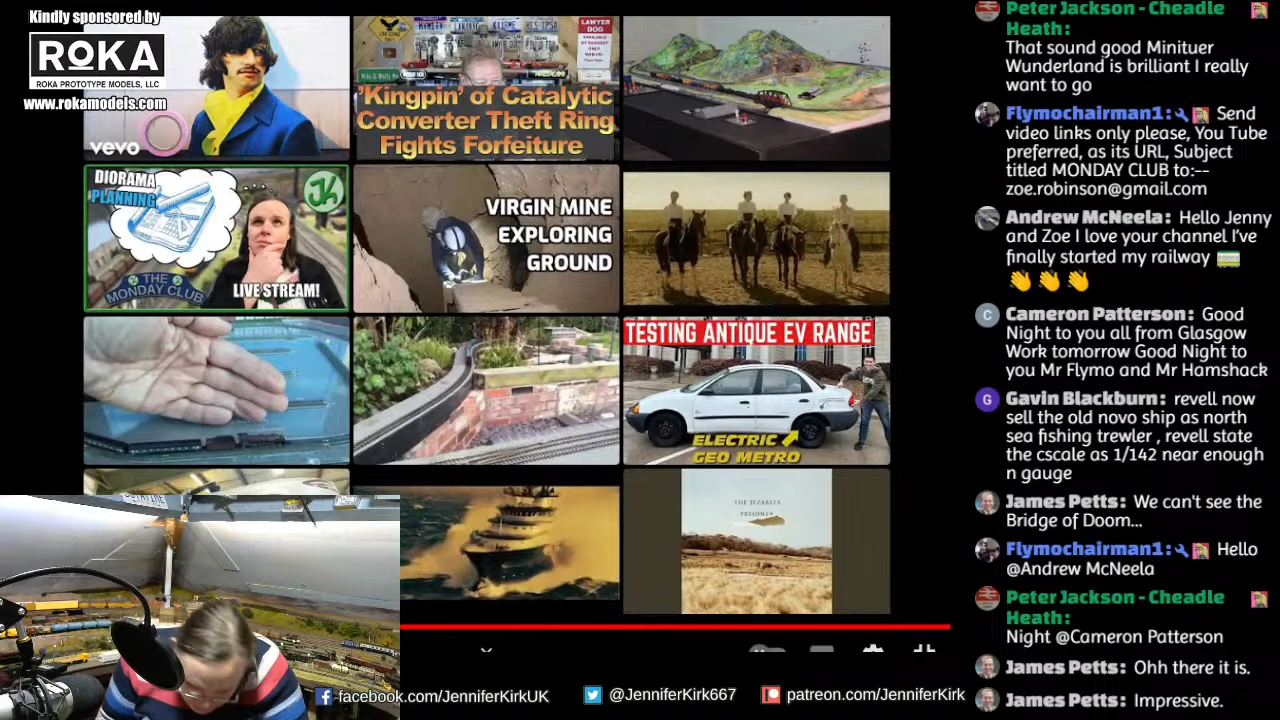 Kindly sponsored by
ROKA
ROKA PROTOTYPE MODELS, LLC
www.rokamodels.com
vevo
LAWYER
DOG
'Kingpin' of Catalytic
Converter Theft Ring
Fights Forfeiture
DIORAMA
PLANNING
JK
THE
MONDAY CLUB
LIVE STREAM!
VIRGIN MINE
EXPLORING
GROUND
TESTING ANTIQUE EV RANGE
ELECTRIC
GEO METRO
THE JEZABELS
PRISONER
facebook.com/JenniferKirkUK
@JenniferKirk667
patreon.com/JenniferKirk
Peter Jackson - Cheadle
Heath:
That sound good Minituer
Wunderland is brilliant I really
want to go
Flymochairman1: Send
video links only please, You Tube
preferred, as its URL, Subject
titled MONDAY CLUB to:--
zoe.robinson@gmail.com
Andrew McNeela: Hello Jenny
and Zoe I love your channel I've
finally started my railway 🚃
👏 👏 👏
C Cameron Patterson: Good
Night to you all from Glasgow
Work tomorrow Good Night to
you Mr Flymo and Mr Hamshack
G Gavin Blackburn: revell now
sell the old novo ship as north
sea fishing trewler , revell state
the cscale as 1/142 near enough
n gauge
James Petts: We can't see the
Bridge of Doom...
Flymochairman1: Hello
@Andrew McNeela
Peter Jackson - Cheadle
Heath:
Night @Cameron Patterson
James Petts: Ohh there it is.
James Petts: Impressive.